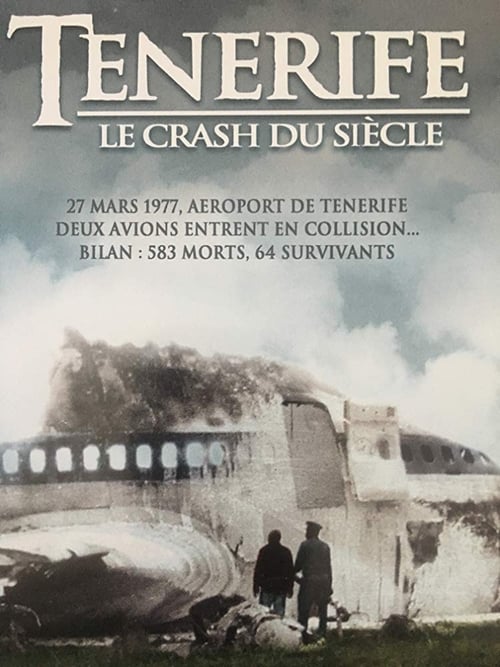 TENERIFE
LE CRASH DU SIÈCLE
27 MARS 1977, AEROPORT DE TENERIFE
DEUX AVIONS ENTRENT EN COLLISION...
BILAN : 583 MORTS, 64 SURVIVANTS